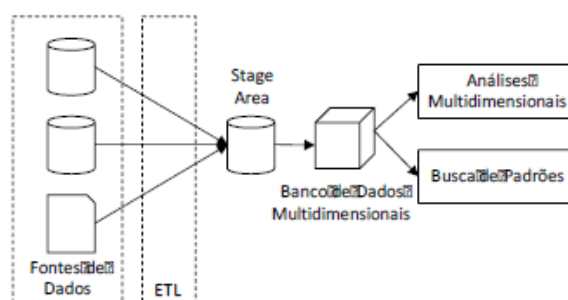 Fontes de
Dados
ETL
Stage
Area
Banco de Dados
Multidimensionais
Análises
Multidimensionais
Busca de Padrões